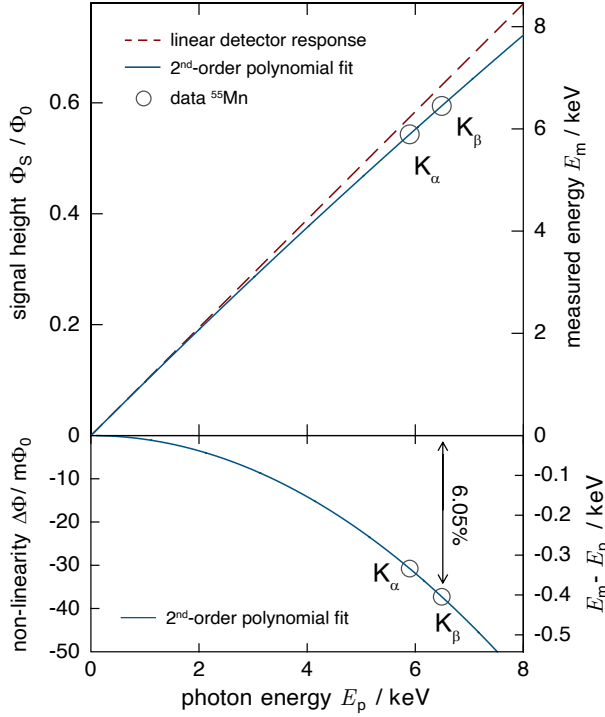 linear detector response
2nd-order polynomial fit
data 55Mn
Kα
Kβ
signal height ΦS / Φ0
0.6
0.4
0.2
0
measured energy Em / keV
8
6
4
2
0
non-linearity ΔΦ/ mΦ0
-10
-20
-30
-40
-50
Em- Ep / keV
-0.1
-0.2
-0.3
-0.4
-0.5
6.05%
Kα
Kβ
2nd-order polynomial fit
0 2 4 6 8
photon energy Ep / keV